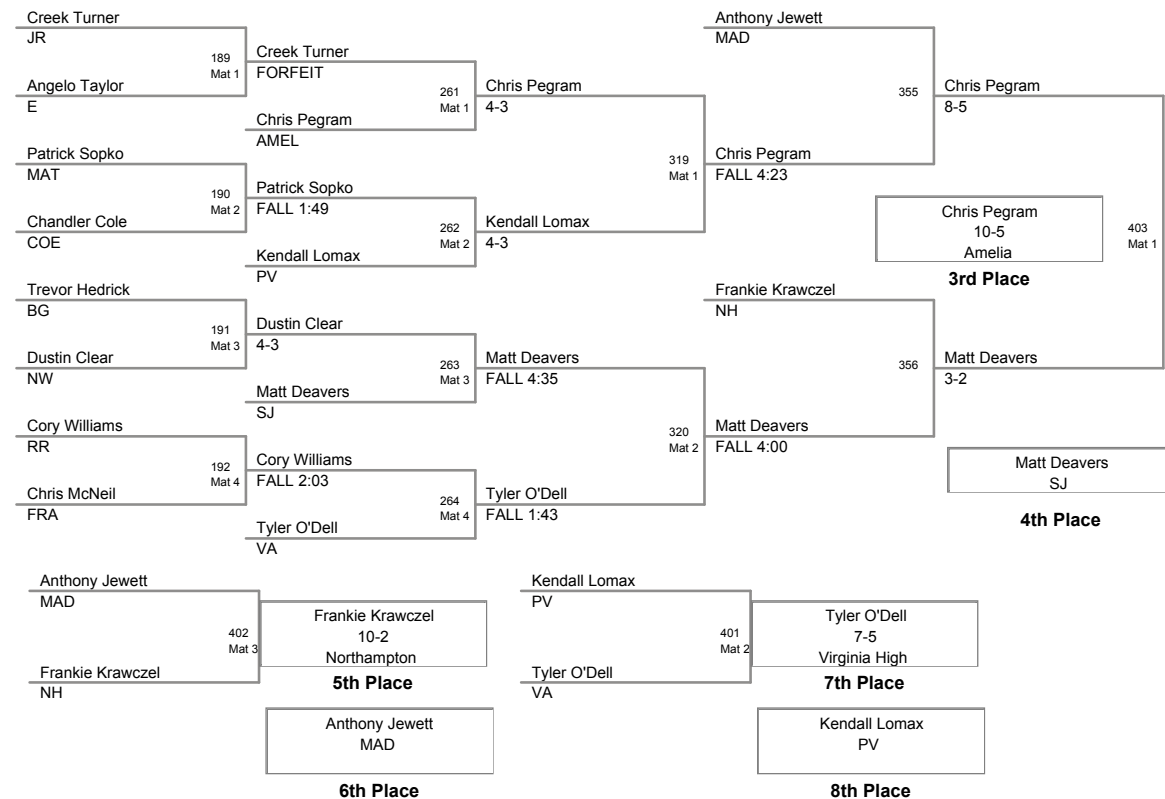 Creek Turner
JR
189
Mat 1
Angelo Taylor
E
Creek Turner
FORFEIT
261
Mat 1
Chris Pegram
AMEL
Patrick Sopko
MAT
190
Mat 2
Chandler Cole
COE
Patrick Sopko
FALL 1:49
262
Mat 2
Kendall Lomax
PV
Chris Pegram
4-3
319
Mat 1
Kendall Lomax
4-3
Anthony Jewett
MAD
355
Chris Pegram
FALL 4:23
Chris Pegram
8-5
403
Mat 1
Chris Pegram
10-5
Amelia
3rd Place
Trevor Hedrick
BG
191
Mat 3
Dustin Clear
NW
Dustin Clear
4-3
263
Mat 3
Matt Deavers
SJ
Cory Williams
RR
192
Mat 4
Chris McNeil
FRA
Cory Williams
FALL 2:03
264
Mat 4
Tyler O'Dell
VA
Matt Deavers
FALL 4:35
320
Mat 2
Tyler O'Dell
FALL 1:43
Frankie Krawczel
NH
356
Matt Deavers
FALL 4:00
Matt Deavers
3-2
Matt Deavers
SJ
4th Place
Anthony Jewett
MAD
402
Mat 3
Frankie Krawczel
NH
Frankie Krawczel
10-2
Northampton
5th Place
Anthony Jewett
MAD
6th Place
Kendall Lomax
PV
401
Mat 2
Tyler O'Dell
VA
Tyler O'Dell
7-5
Virginia High
7th Place
Kendall Lomax
PV
8th Place